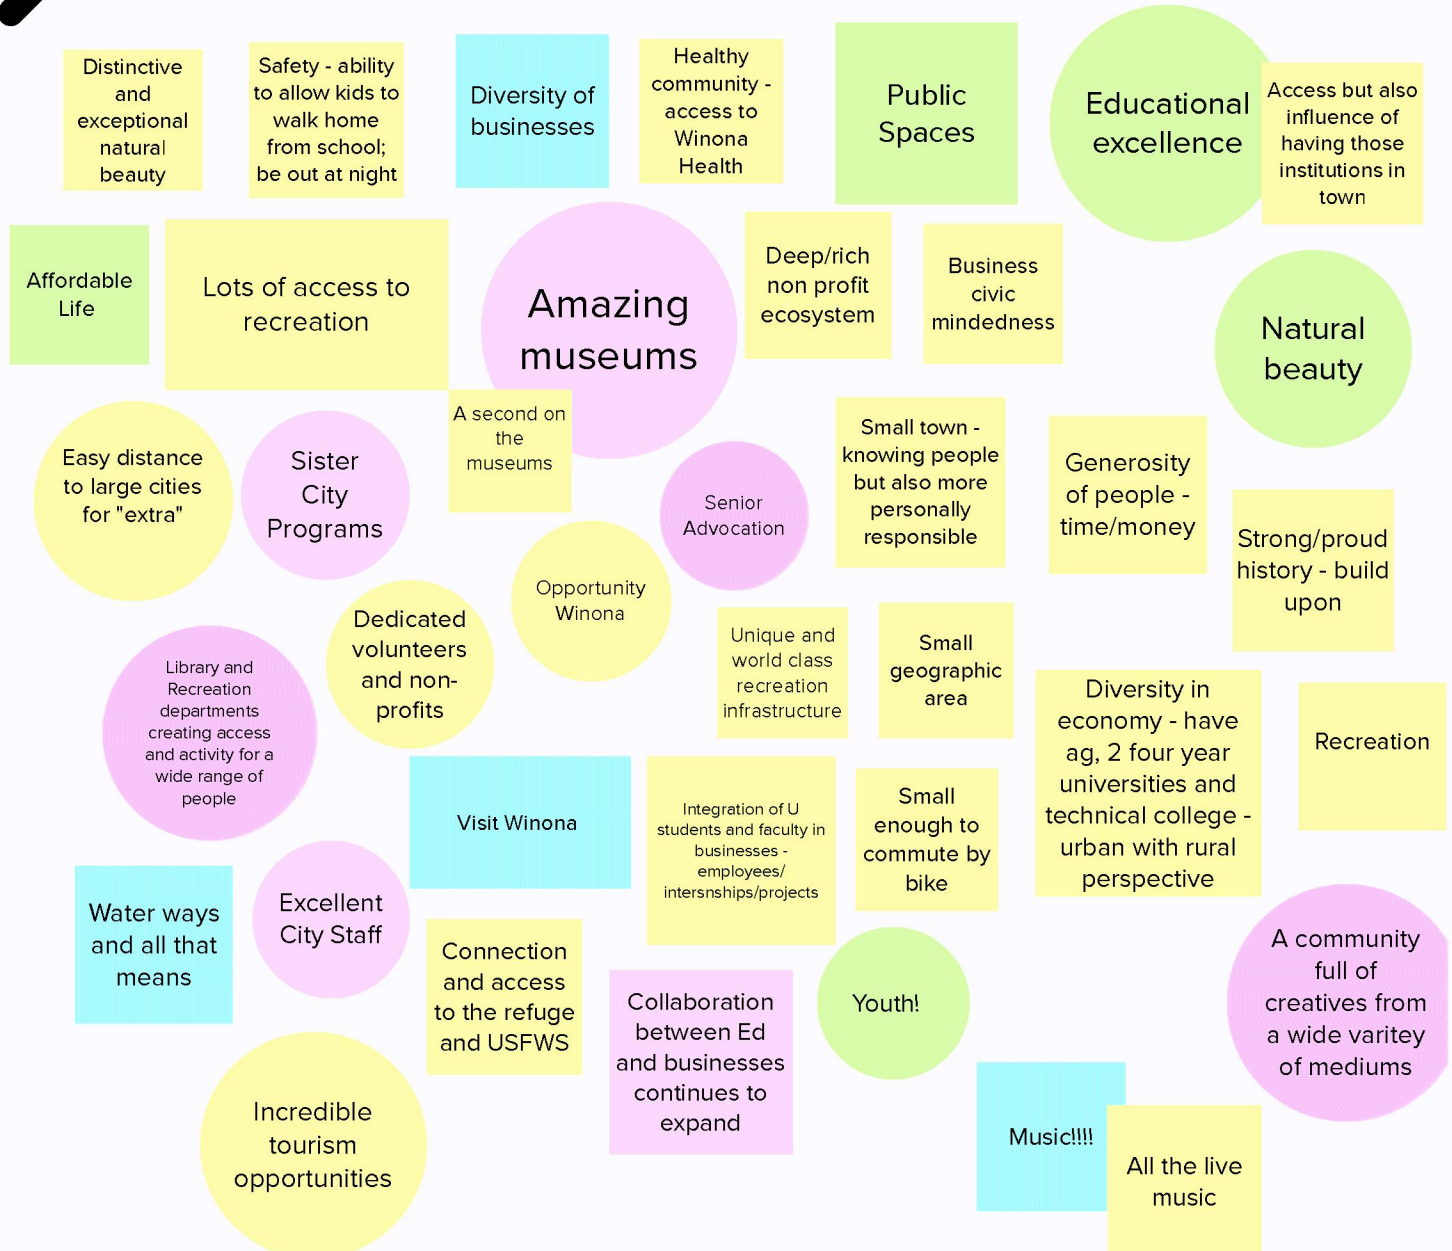 Distinctive
and
exceptional
natural
beauty
Safety - ability
to allow kids to
walk home
from school;
be out at night
Diversity of
businesses
Healthy
community -
access to
Winona
Health
Public
Spaces
Educational
excellence
Access but also
influence of
having those
institutions in
town
Affordable
Life
Lots of access to
recreation
Amazing
museums
Deep/rich
non profit
ecosystem
Business
civic
mindedness
Natural
beauty
Easy distance
to large cities
for "extra"
Sister
City
Programs
A second on
the
museums
Senior
Advocation
Small town -
knowing people
but also more
personally
responsible
Generosity
of people -
time/money
Strong/proud
history - build
upon
Dedicated
volunteers
and non-
profits
Opportunity
Winona
Unique and
world class
recreation
infrastructure
Small
geographic
area
Library and
Recreation
departments
creating access
and activity for a
wide range of
people
Diversity in
economy - have
ag, 2 four year
universities and
technical college -
urban with rural
perspective
Recreation
Visit Winona
Integration of U
students and faculty in
businesses -
employees/
intersnships/projects
Small
enough to
commute by
bike
Water ways
and all that
means
Excellent
City Staff
Connection
and access
to the refuge
and USFWS
Collaboration
between Ed
and businesses
continues to
expand
Youth!
A community
full of
creatives from
a wide varitey
of mediums
Incredible
tourism
opportunities
Music!!!!
All the live
music